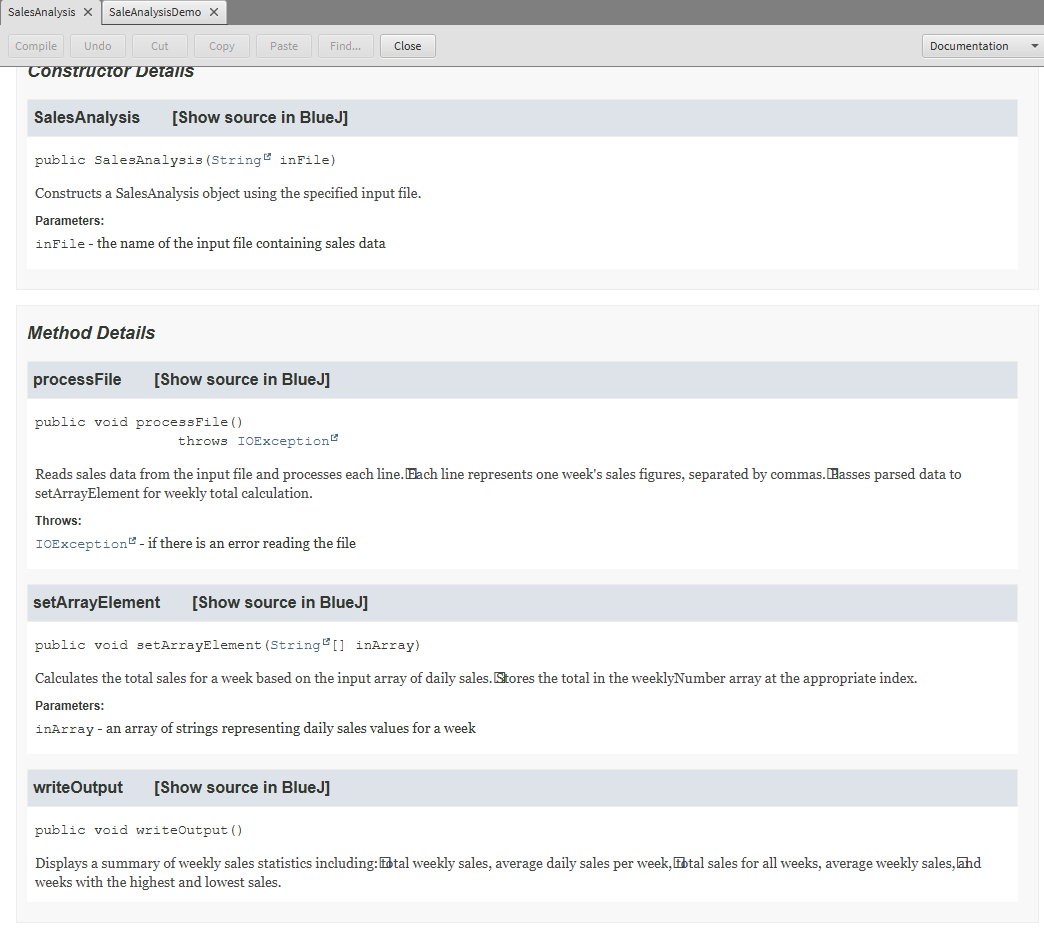 SalesAnalysis
SaleAnalysisDemo
Compile
Undo
Cut
Copy
Paste
Find...
Close
Documentation
Constructor Details
SalesAnalysis [Show source in BlueJ]
public SalesAnalysis(String inFile)
Constructs a SalesAnalysis object using the specified input file.
Parameters:
inFile - the name of the input file containing sales data
Method Details
processFile [Show source in BlueJ]
public void processFile()
throws IOException
Reads sales data from the input file and processes each line. Each line represents one week's sales figures, separated by commas. Passes parsed data to
setArrayElement for weekly total calculation.
Throws:
IOException - if there is an error reading the file
setArrayElement [Show source in BlueJ]
public void setArrayElement(String[] inArray)
Calculates the total sales for a week based on the input array of daily sales. Stores the total in the weeklyNumber array at the appropriate index.
Parameters:
inArray - an array of strings representing daily sales values for a week
writeOutput [Show source in BlueJ]
public void writeOutput()
Displays a summary of weekly sales statistics including: total weekly sales, average daily sales per week, total sales for all weeks, average weekly sales, and
weeks with the highest and lowest sales.